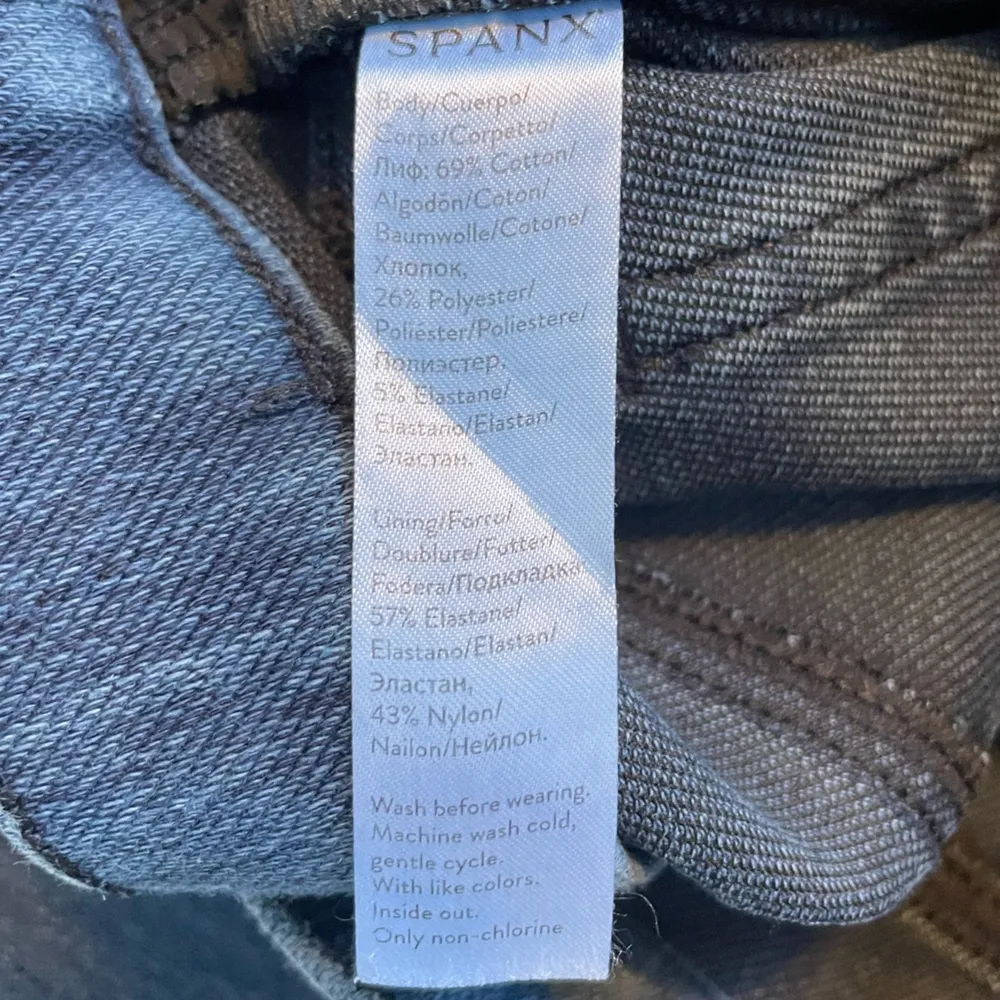 SPANX
Body/Cuerpo/
Corps/Corpetto/
Лиф: 69% Cotton/
Algodón/Coton/
Baumwolle/Cotone/
Хлопок,
26% Polyester/
Poliéster/Poliestere/
Полиэстер,
5% Elastane/
Elastano/Elastan/
Эластан.
Lining/Forro/
Doublure/Futter/
Fodera/Подкладка
57% Elastane/
Elastano/Elastan/
Эластан,
43% Nylon/
Nailon/Нейлон.
Wash before wearing.
Machine wash cold,
gentle cycle.
With like colors.
Inside out.
Only non-chlorine